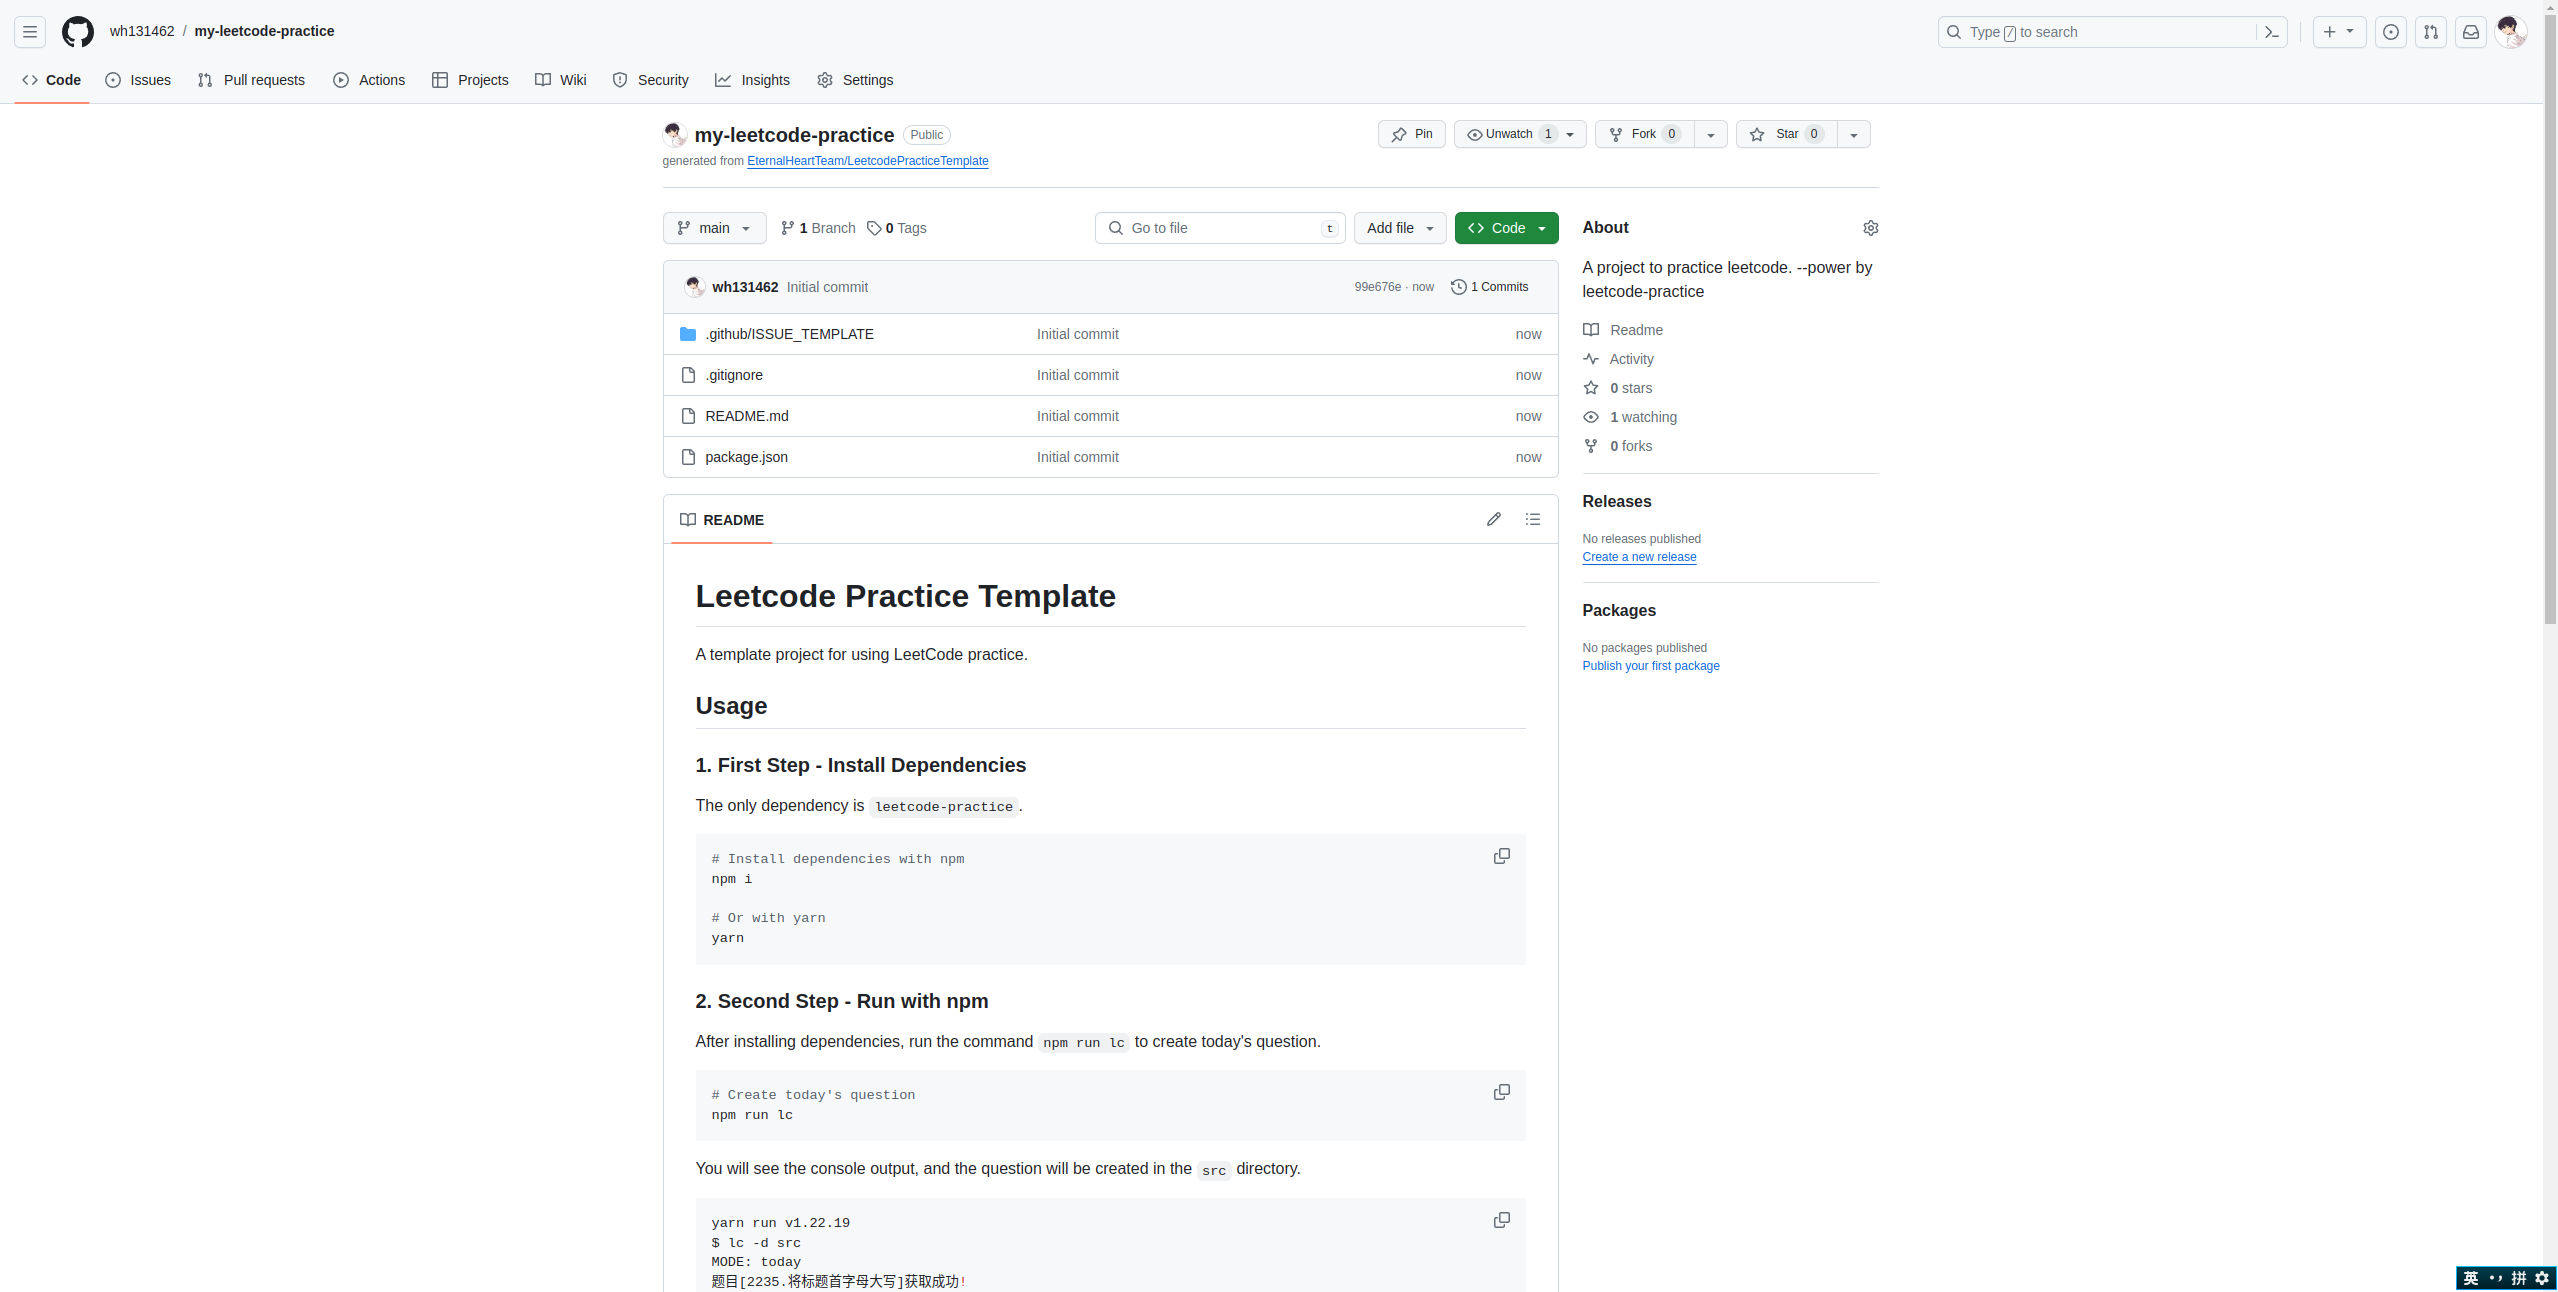 wh131462 / my-leetcode-practice
Type / to search
Code Issues Pull requests Actions Projects Wiki Security Insights Settings
my-leetcode-practice Public
Pin Unwatch 1 Fork 0 Star 0
generated from EternalHeartTeam/LeetcodePracticeTemplate
main 1 Branch 0 Tags Go to file t Add file Code
wh131462 Initial commit 99e676e · now 1 Commits
.github/ISSUE_TEMPLATE Initial commit now
.gitignore Initial commit now
README.md Initial commit now
package.json Initial commit now
README
Leetcode Practice Template
A template project for using LeetCode practice.
Usage
1. First Step - Install Dependencies
The only dependency is leetcode-practice.
# Install dependencies with npm
npm i
# Or with yarn
yarn
2. Second Step - Run with npm
After installing dependencies, run the command npm run lc to create today's question.
# Create today's question
npm run lc
You will see the console output, and the question will be created in the src directory.
yarn run v1.22.19
$ lc -d src
MODE: today
题目[2235.将标题首字母大写]获取成功!
About
A project to practice leetcode. --power by
leetcode-practice
Readme
Activity
0 stars
1 watching
0 forks
Releases
No releases published
Create a new release
Packages
No packages published
Publish your first package
英 拼